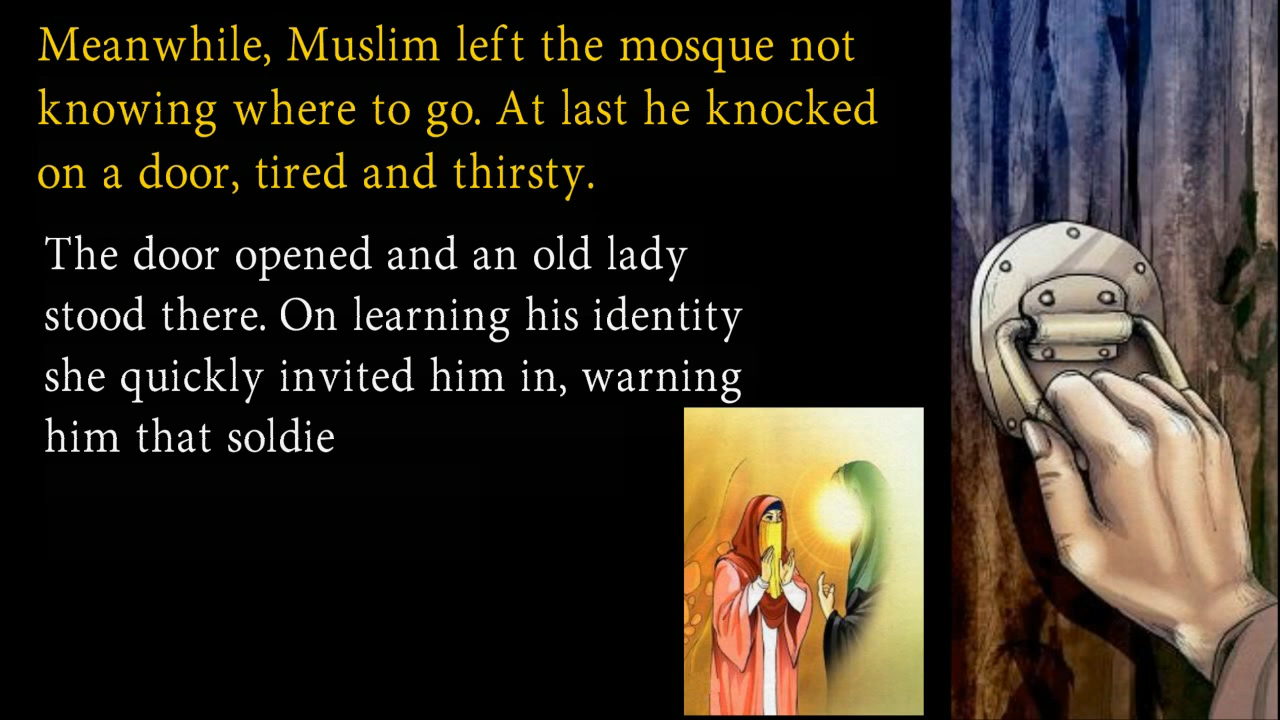 Meanwhile, Muslim left the mosque not
knowing where to go. At last he knocked
on a door, tired and thirsty.
The door opened and an old lady
stood there. On learning his identity
she quickly invited him in, warning
him that soldie